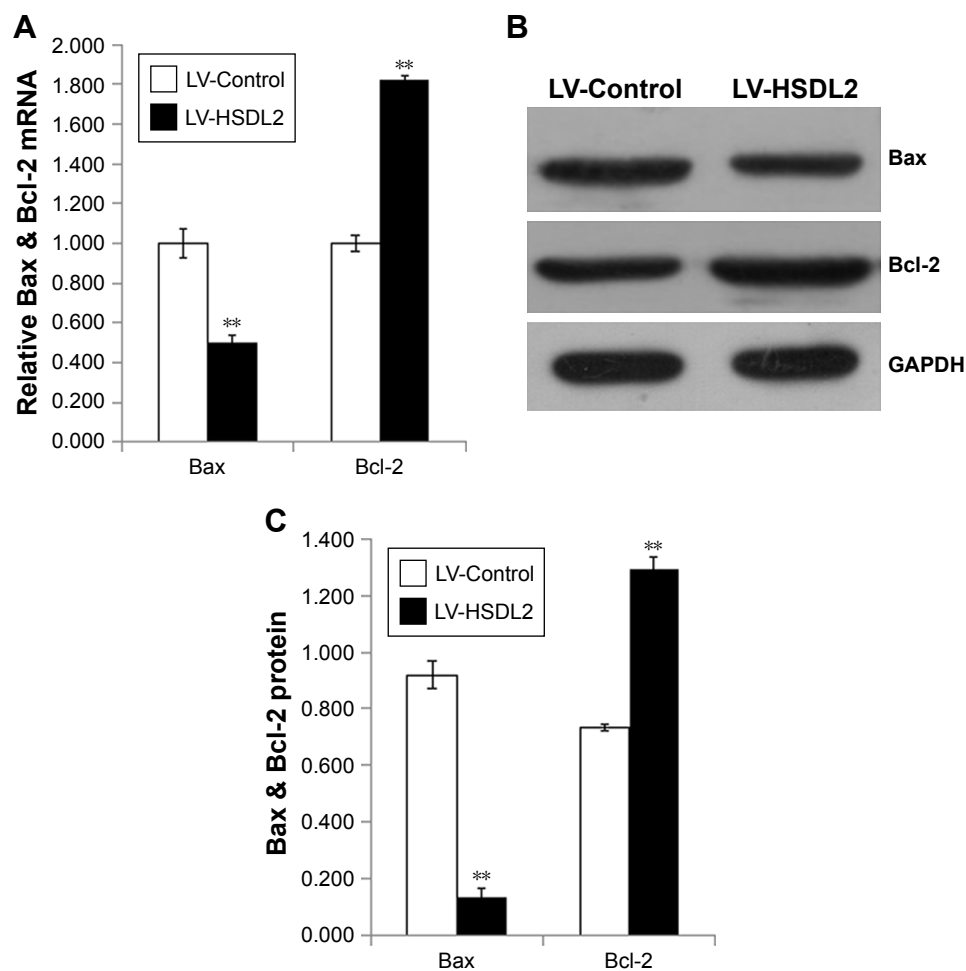 A
Relative Bax & Bcl-2 mRNA
2.000
1.800
1.600
1.400
1.200
1.000
0.800
0.600
0.400
0.200
0.000
LV-Control
LV-HSDL2
**
**
Bax
Bcl-2
B
LV-Control
LV-HSDL2
Bax
Bcl-2
GAPDH
C
Bax & Bcl-2 protein
1.400
1.200
1.000
0.800
0.600
0.400
0.200
0.000
LV-Control
LV-HSDL2
**
**
Bax
Bcl-2